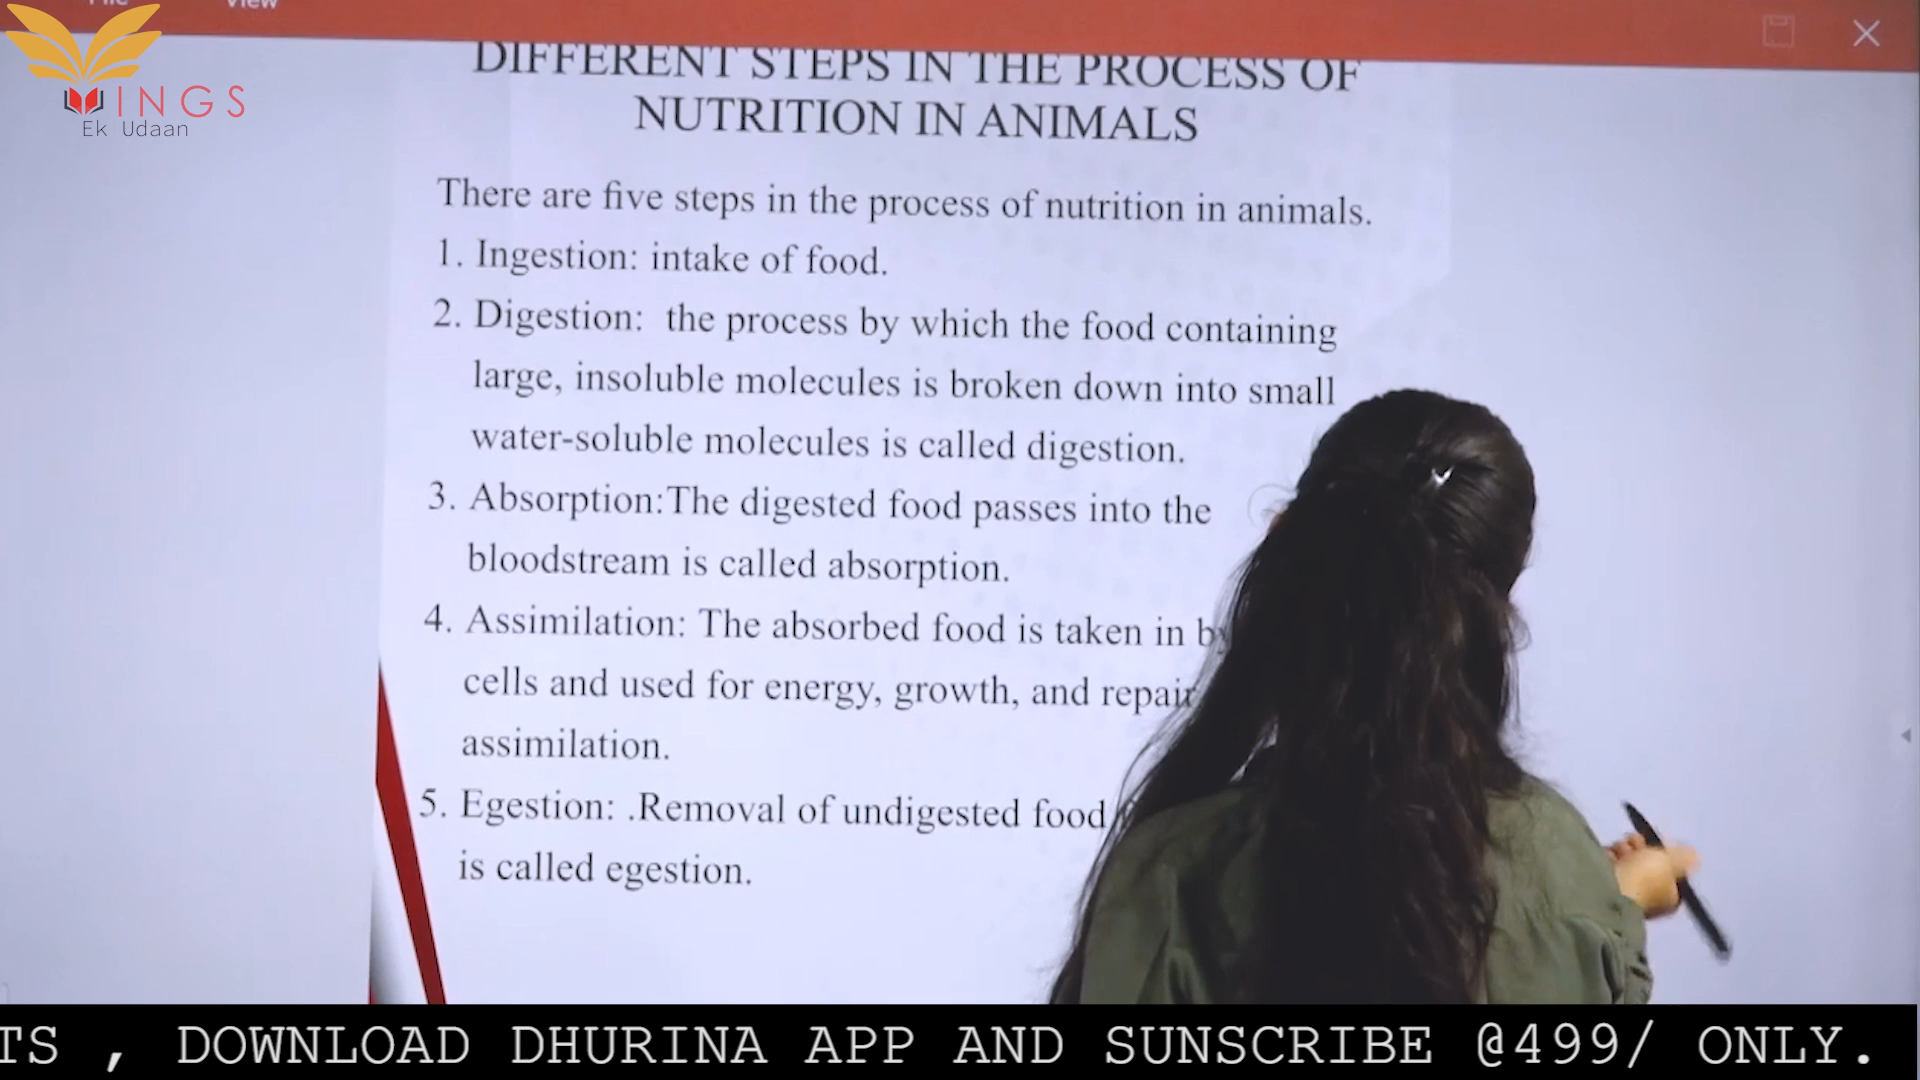 File View
INGS
Ek Udaan
DIFFERENT STEPS IN THE PROCESS OF
NUTRITION IN ANIMALS
There are five steps in the process of nutrition in animals.
1. Ingestion: intake of food.
2. Digestion: the process by which the food containing
large, insoluble molecules is broken down into small
water-soluble molecules is called digestion.
3. Absorption:The digested food passes into the
bloodstream is called absorption.
4. Assimilation: The absorbed food is taken in by
cells and used for energy, growth, and repair
assimilation.
5. Egestion: .Removal of undigested food
is called egestion.
TS , DOWNLOAD DHURINA APP AND SUNSCRIBE @499/ ONLY.